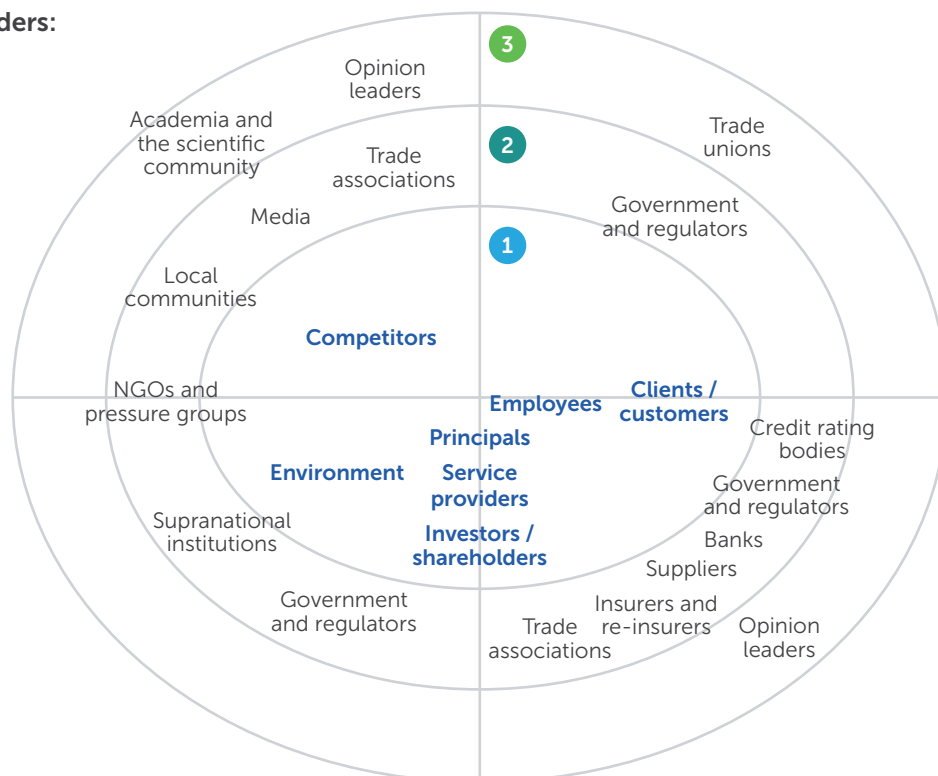 ders:
3
Opinion
leaders
Academia and
the scientific
community
Trade
unions
2
Trade
associations
Media
Government
and regulators
1
Local
communities
Competitors
NGOs and
pressure groups
Employees
Clients /
customers
Principals
Credit rating
bodies
Environment
Service
providers
Government
and regulators
Supranational
institutions
Investors /
shareholders
Banks
Suppliers
Government
and regulators
Insurers and
re-insurers
Trade
associations
Opinion
leaders